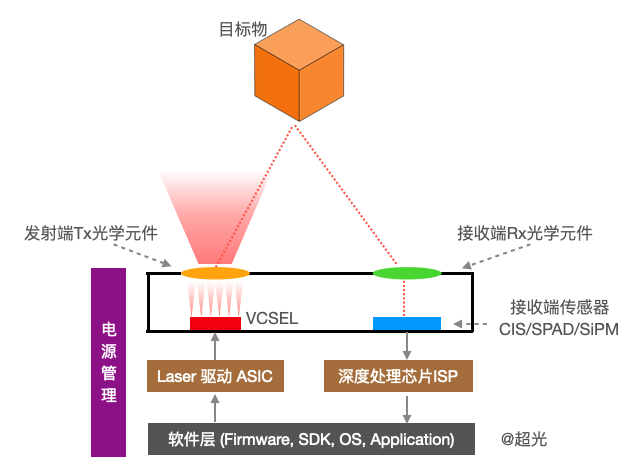 目标物
发射端Tx光学元件
接收端Rx光学元件
VCSEL
接收端传感器
CIS/SPAD/SiPM
电源管理
Laser 驱动 ASIC
深度处理芯片ISP
软件层 (Firmware, SDK, OS, Application)
@超光